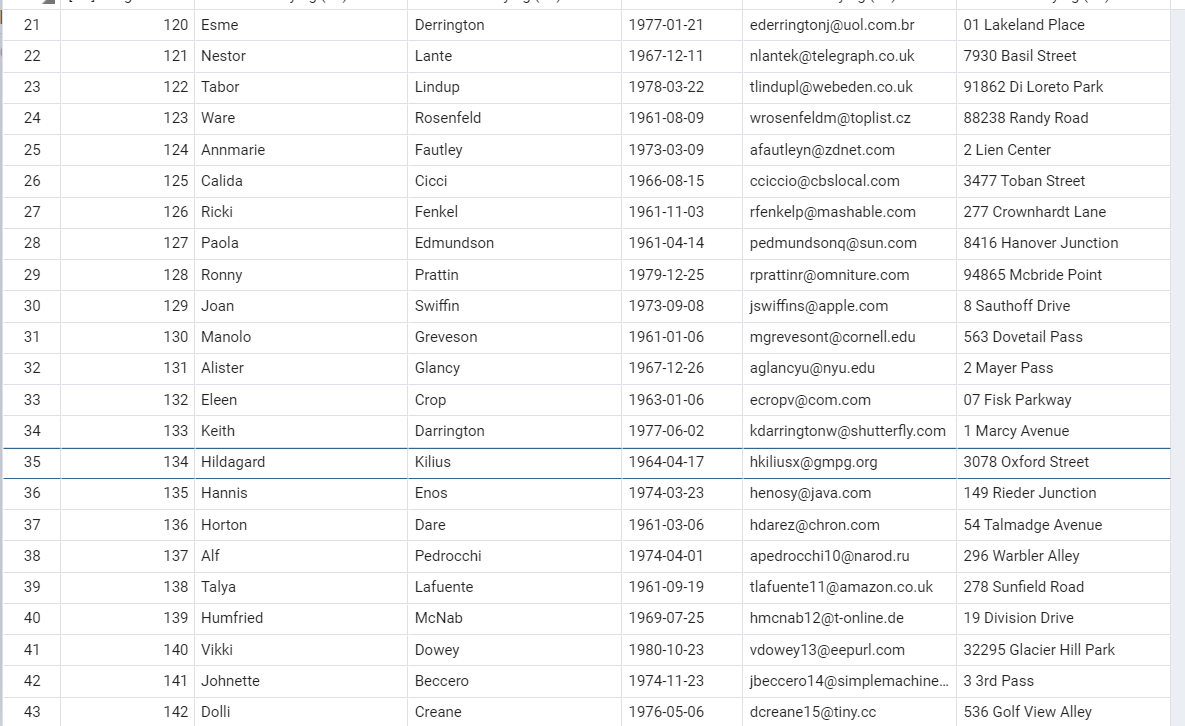 21 120 Esme Derrington 1977-01-21 ederringtonj@uol.com.br 01 Lakeland Place
22 121 Nestor Lante 1967-12-11 nlantek@telegraph.co.uk 7930 Basil Street
23 122 Tabor Lindup 1978-03-22 tlindupl@webeden.co.uk 91862 Di Loreto Park
24 123 Ware Rosenfeld 1961-08-09 wrosenfeldm@toplist.cz 88238 Randy Road
25 124 Annmarie Fautley 1973-03-09 afautleyn@zdnet.com 2 Lien Center
26 125 Calida Cicci 1966-08-15 cciccio@cbslocal.com 3477 Toban Street
27 126 Ricki Fenkel 1961-11-03 rfenkelp@mashable.com 277 Crownhardt Lane
28 127 Paola Edmundson 1961-04-14 pedmundsonq@sun.com 8416 Hanover Junction
29 128 Ronny Prattin 1979-12-25 rprattinr@omniture.com 94865 Mcbride Point
30 129 Joan Swiffin 1973-09-08 jswiffins@apple.com 8 Sauthoff Drive
31 130 Manolo Greveson 1961-01-06 mgrevesont@cornell.edu 563 Dovetail Pass
32 131 Alister Glancy 1967-12-26 aglancyu@nyu.edu 2 Mayer Pass
33 132 Eleen Crop 1963-01-06 ecropv@com.com 07 Fisk Parkway
34 133 Keith Darrington 1977-06-02 kdarringtonw@shutterfly.com 1 Marcy Avenue
35 134 Hildagard Kilius 1964-04-17 hkiliusx@gmpg.org 3078 Oxford Street
36 135 Hannis Enos 1974-03-23 henosy@java.com 149 Rieder Junction
37 136 Horton Dare 1961-03-06 hdarez@chron.com 54 Talmadge Avenue
38 137 Alf Pedrocchi 1974-04-01 apedrocchi10@narod.ru 296 Warbler Alley
39 138 Talya Lafuente 1961-09-19 tlafuente11@amazon.co.uk 278 Sunfield Road
40 139 Humfried McNab 1969-07-25 hmcnab12@t-online.de 19 Division Drive
41 140 Vikki Dowey 1980-10-23 vdowey13@eepurl.com 32295 Glacier Hill Park
42 141 Johnette Beccero 1974-11-23 jbeccero14@simplemachine... 3 3rd Pass
43 142 Dolli Creane 1976-05-06 dcreane15@tiny.cc 536 Golf View Alley